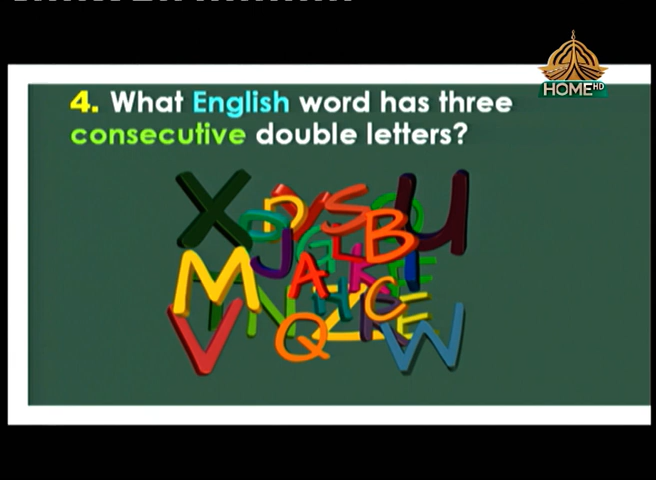 HOME HD
4. What English word has three
consecutive double letters?
X D Y S U
J L B
M A K E
T N H C E
V Q Z R W